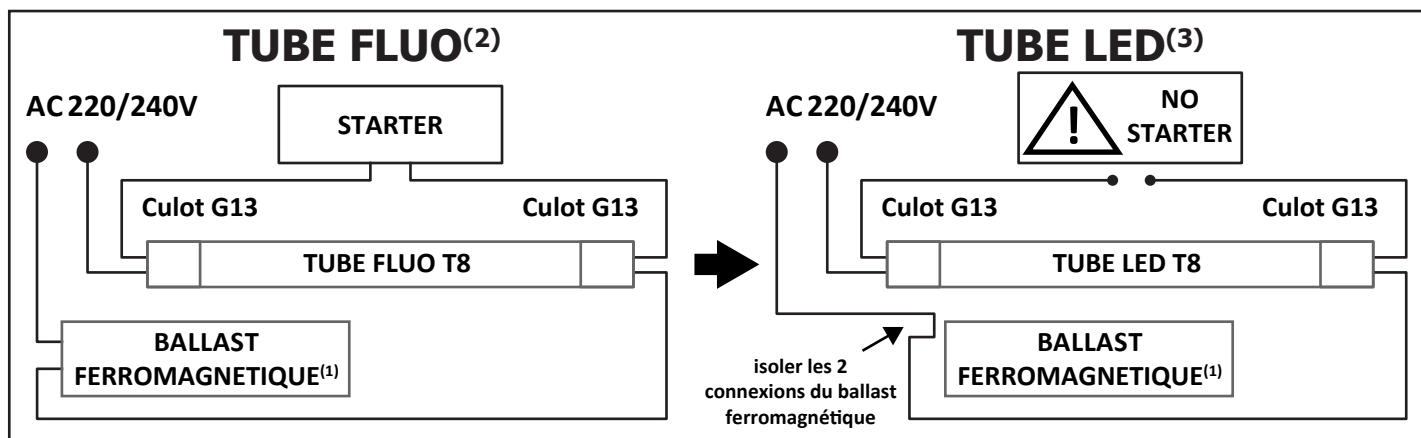 TUBE FLUO(2)
AC 220/240V
STARTER
Culot G13
Culot G13
TUBE FLUO T8
BALLAST
FERROMAGNETIQUE(1)
TUBE LED(3)
AC 220/240V
NO
STARTER
Culot G13
Culot G13
TUBE LED T8
BALLAST
FERROMAGNETIQUE(1)
isoler les 2
connexions du ballast
ferromagnétique